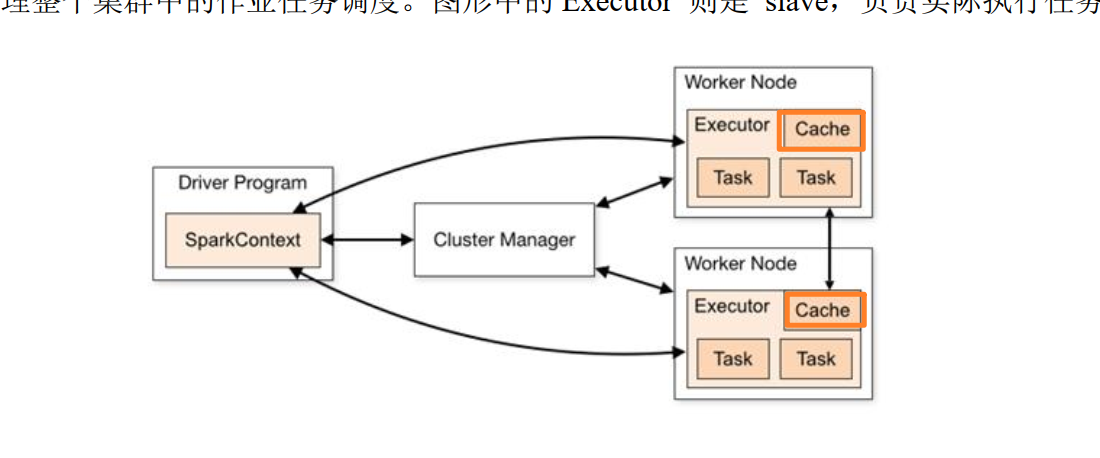 理整个集群中的作业任务调度。图形中的 Executor 则是 slave，负责实际执行任务
Worker Node
Executor
Cache
Task
Task
Driver Program
SparkContext
Cluster Manager
Worker Node
Executor
Cache
Task
Task